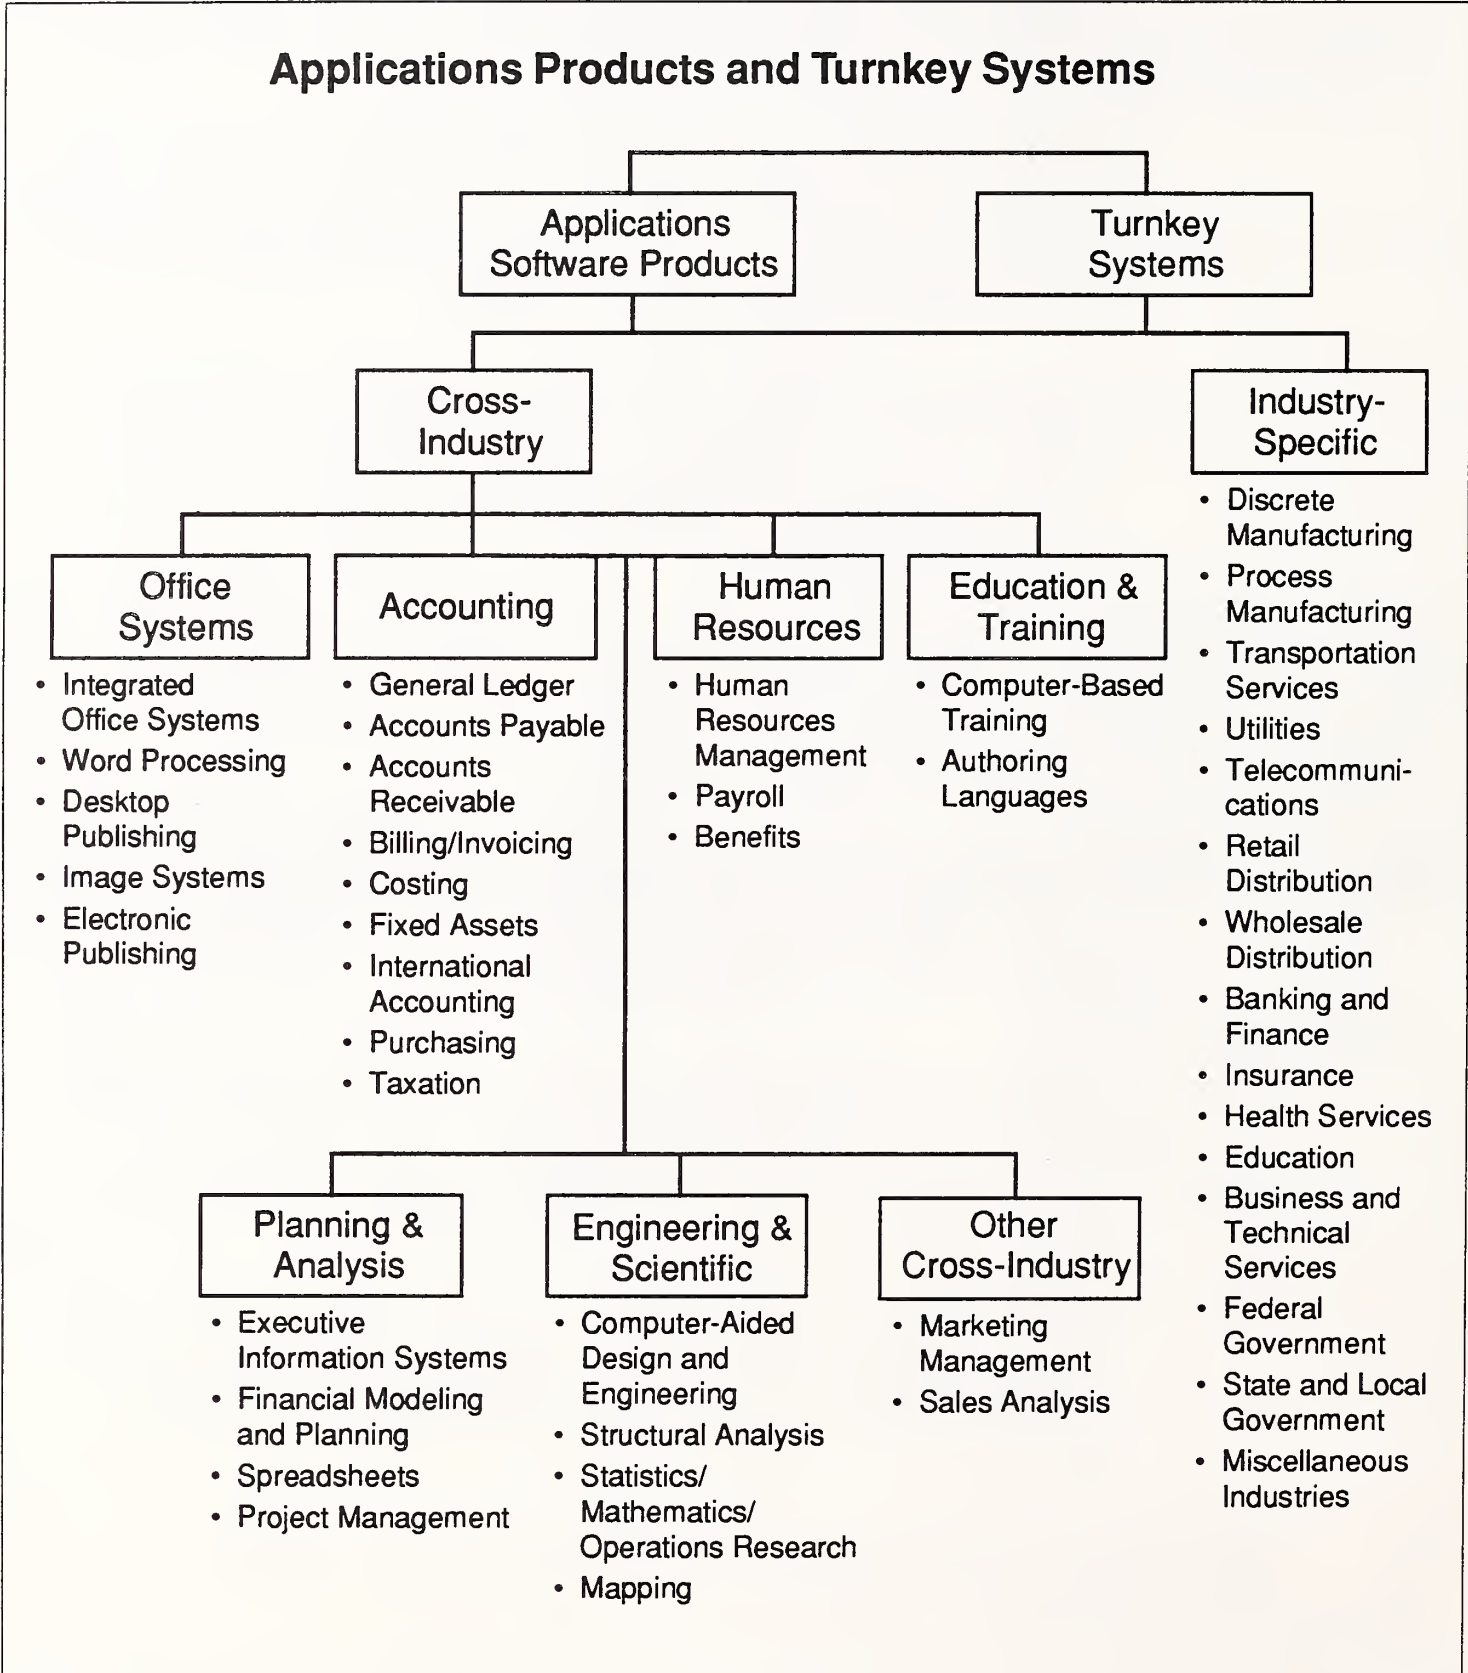 Applications Products and Turnkey Systems
Applications
Software Products
Turnkey
Systems
Cross-
Industry
Industry-
Specific
Office
Systems
• Integrated
Office Systems
• Word Processing
• Desktop
Publishing
• Image Systems
• Electronic
Publishing
Accounting
• General Ledger
• Accounts Payable
• Accounts
Receivable
• Billing/Invoicing
• Costing
• Fixed Assets
• International
Accounting
• Purchasing
• Taxation
Human
Resources
• Human
Resources
Management
• Payroll
• Benefits
Education &
Training
• Computer-Based
Training
• Authoring
Languages
• Discrete
Manufacturing
• Process
Manufacturing
• Transportation
Services
• Utilities
• Telecommuni-
cations
• Retail
Distribution
• Wholesale
Distribution
• Banking and
Finance
• Insurance
• Health Services
• Education
• Business and
Technical
Services
• Federal
Government
• State and Local
Government
• Miscellaneous
Industries
Planning &
Analysis
• Executive
Information Systems
• Financial Modeling
and Planning
• Spreadsheets
• Project Management
Engineering &
Scientific
• Computer-Aided
Design and
Engineering
• Structural Analysis
• Statistics/
Mathematics/
Operations Research
• Mapping
Other
Cross-Industry
• Marketing
Management
• Sales Analysis